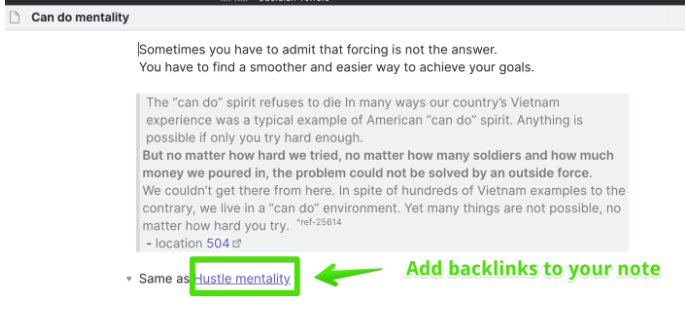 Can do mentality
Sometimes you have to admit that forcing is not the answer.
You have to find a smoother and easier way to achieve your goals.
The “can do” spirit refuses to die In many ways our country’s Vietnam
experience was a typical example of American “can do” spirit. Anything is
possible if only you try hard enough.
But no matter how hard we tried, no matter how many soldiers and how much
money we poured in, the problem could not be solved by an outside force.
We couldn’t get there from here. In spite of hundreds of Vietnam examples to the
contrary, we live in a “can do” environment. Yet many things are not possible, no
matter how hard you try. ^ref-25614
- location 504
Same as Hustle mentality
Add backlinks to your note